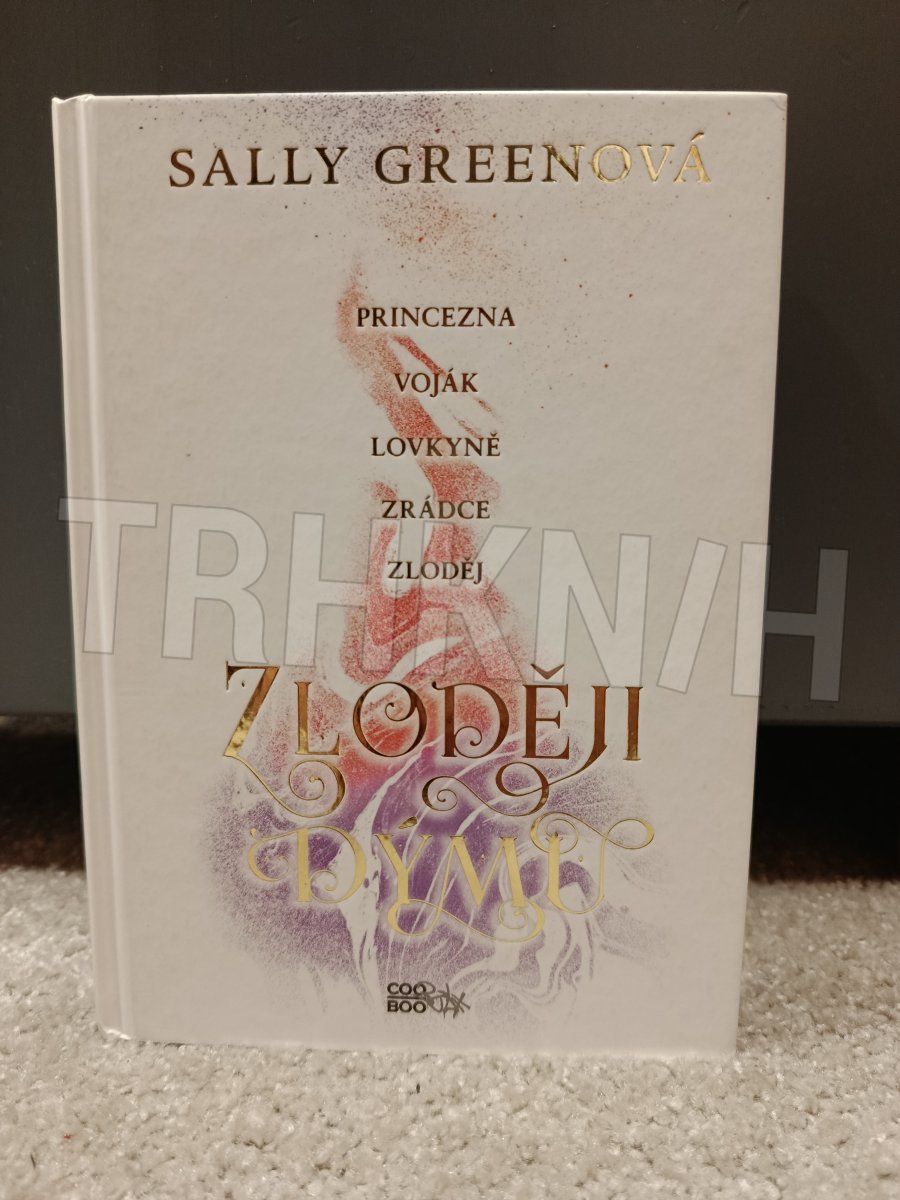 SALLY GREENOVÁ
PRINCEZNA
VOJÁK
LOVKYNĚ
ZRÁDCE
ZLODĚJ
TRHKNIH
ZLODĚJI
DÝMU
COO
BOO